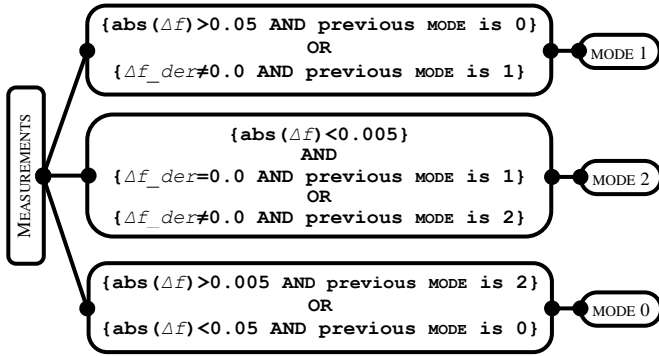 MEASUREMENTS
{abs(Δf)>0.05 AND previous MODE is 0}
OR
{Δf_der≠0.0 AND previous MODE is 1}
MODE 1
{abs(Δf)<0.005}
AND
{Δf_der=0.0 AND previous MODE is 1}
OR
{Δf_der≠0.0 AND previous MODE is 2}
MODE 2
{abs(Δf)>0.005 AND previous MODE is 2}
OR
{abs(Δf)<0.05 AND previous MODE is 0}
MODE 0